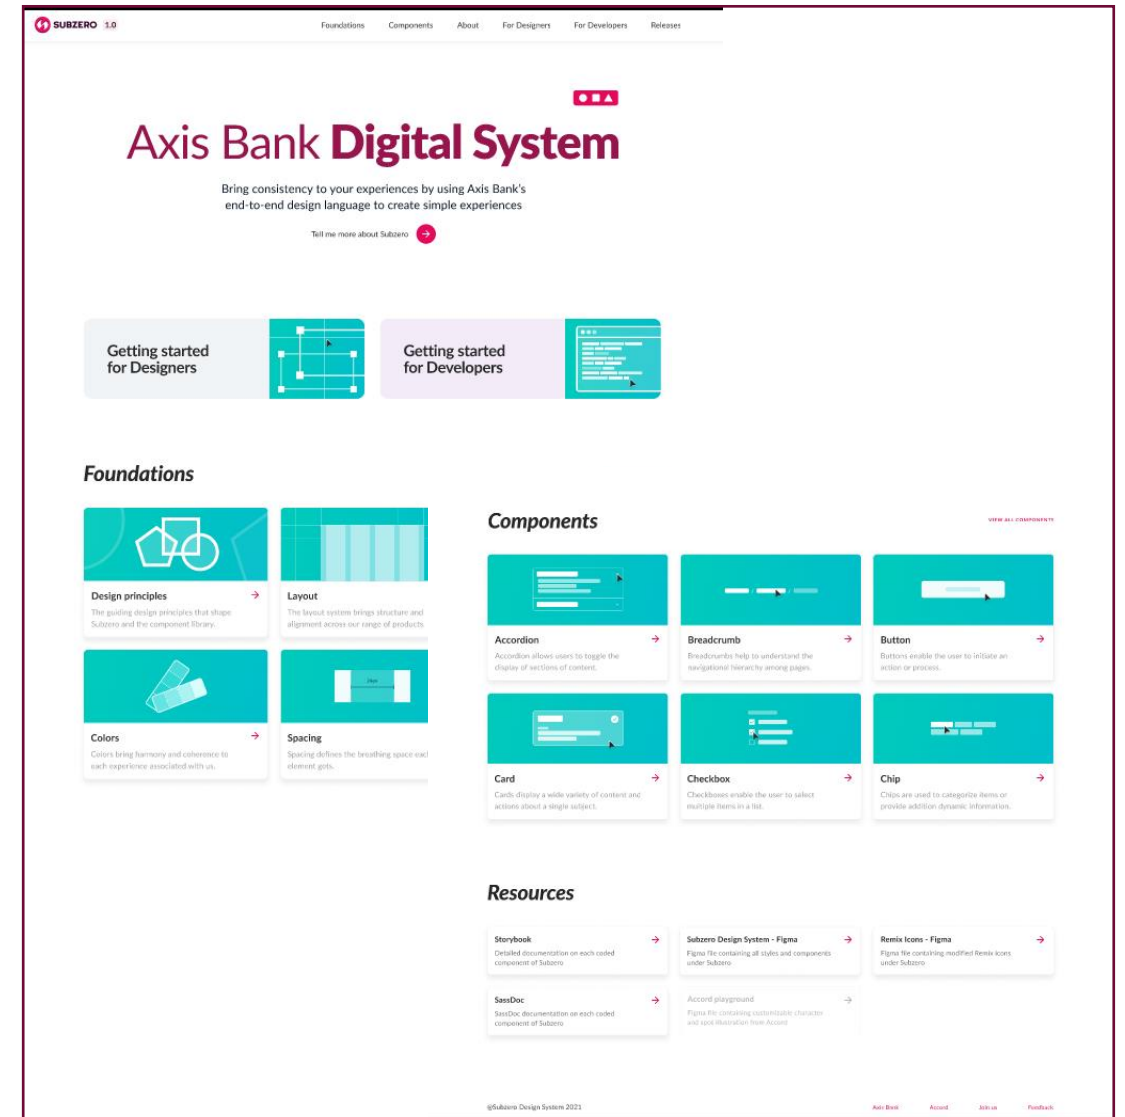 SUBZERO 1.0
Foundations Components About For Designers For Developers Releases
Axis Bank Digital System
Bring consistency to your experiences by using Axis Bank's
end-to-end design language to create simple experiences
Tell me more about Subzero
Getting started
for Designers
Getting started
for Developers
Foundations
Design principles
The guiding design principles that shape
Subzero and the component library.
Layout
The layout system brings structure and
alignment across our range of products
Colors
Colors bring harmony and coherence to
each experience associated with us.
Spacing
Spacing defines the breathing space each
element gets.
Components
VIEW ALL COMPONENTS
Accordion
Accordion allows users to toggle the
display of sections of content.
Breadcrumb
Breadcrumbs help to understand the
navigational hierarchy among pages.
Button
Buttons enable the user to initiate an
action or process.
Card
Cards display a wide variety of content and
actions about a single subject.
Checkbox
Checkboxes enable the user to select
multiple items in a list.
Chip
Chips are used to categorize items or
provide addition dynamic information.
Resources
Storybook
Detailed documentation on each coded
component of Subzero
Subzero Design System - Figma
Figma file containing all styles and components
under Subzero
Remix Icons - Figma
Figma file containing modified Remix icons
under Subzero
SassDoc
SassDoc documentation on each coded
component of Subzero
Accord playground
Figma file containing customizable character
and spot illustration from Accord
@Subzero Design System 2021
Axis Bank Accord Join us Feedback